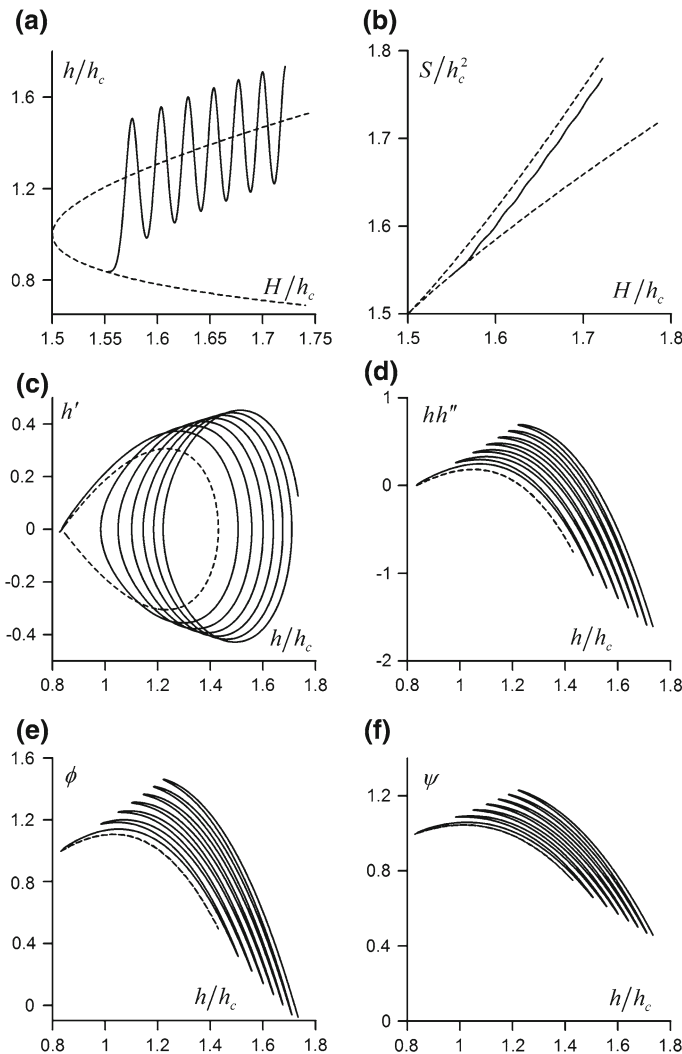 (a)
h/h_c
1.6
1.2
0.8
H/h_c
1.5 1.55 1.6 1.65 1.7 1.75
(b)
1.8
S/h_c^2
1.7
1.6
1.5
H/h_c
1.5 1.6 1.7 1.8
(c)
h′
0.4
0.2
0
-0.2
-0.4
h/h_c
0.8 1 1.2 1.4 1.6 1.8
(d)
1
hh″
0
-1
-2
h/h_c
0.8 1 1.2 1.4 1.6 1.8
(e)
1.6
ϕ
1.2
0.8
0.4
0
h/h_c
0.8 1 1.2 1.4 1.6 1.8
(f)
ψ
1.2
0.8
0.4
0
h/h_c
0.8 1 1.2 1.4 1.6 1.8